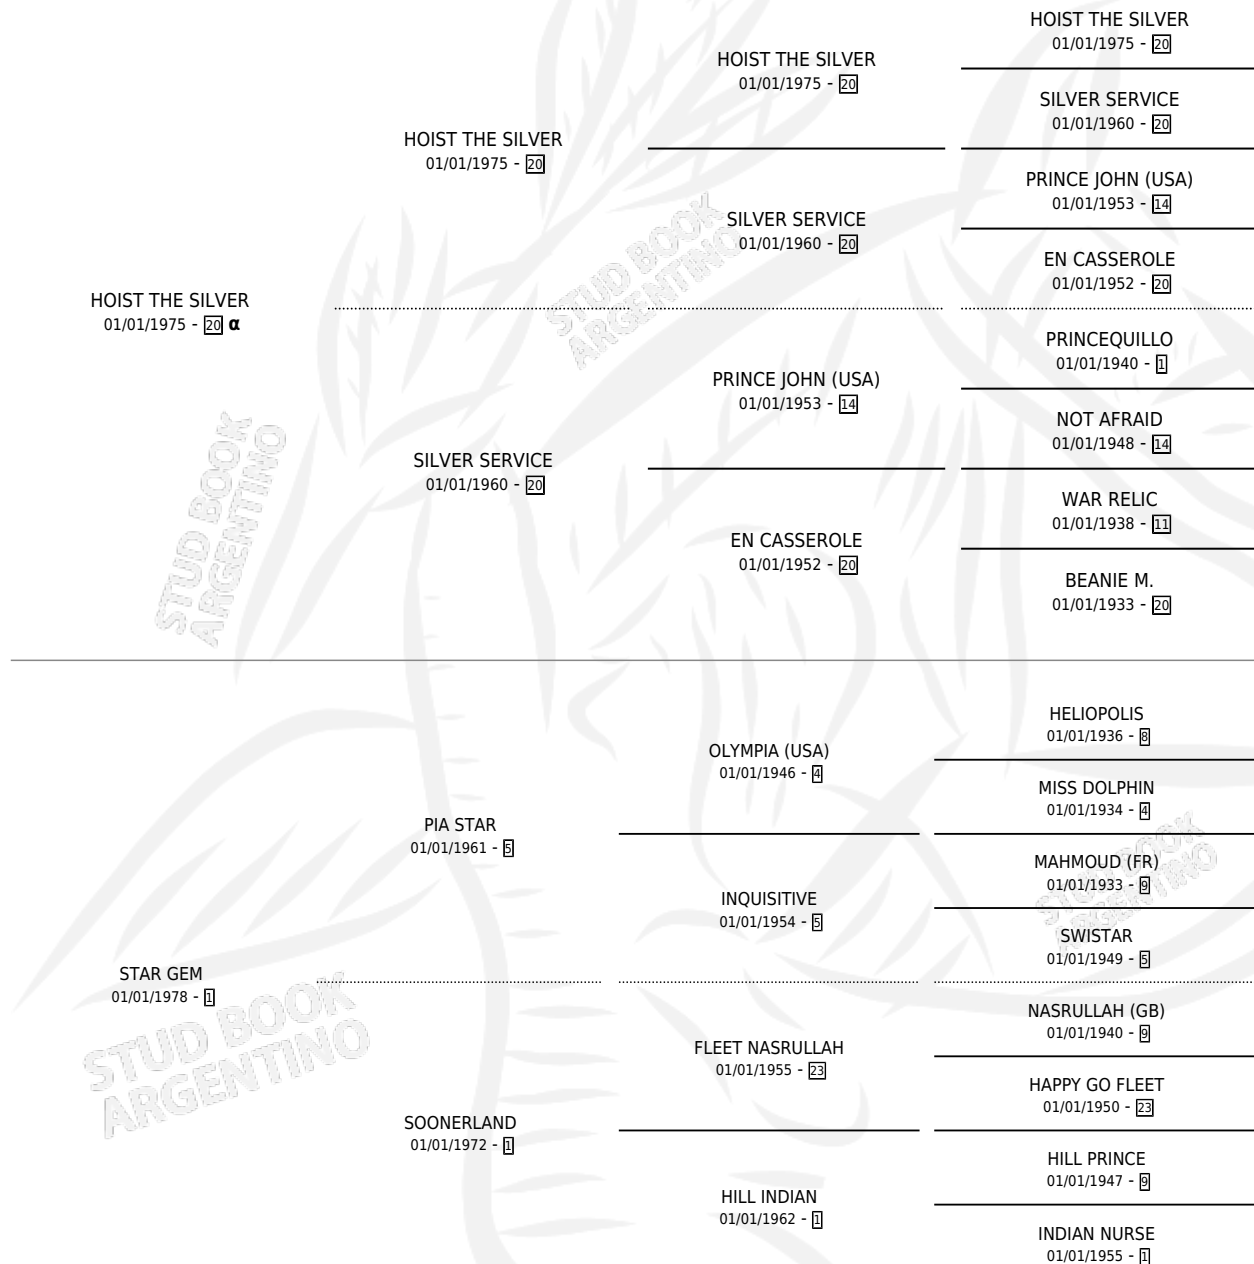 HOIST THE SILVER
01/01/1975 - 20 α
HOIST THE SILVER
01/01/1975 - 20
HOIST THE SILVER
01/01/1975 - 20
HOIST THE SILVER
01/01/1975 - 20
SILVER SERVICE
01/01/1960 - 20
SILVER SERVICE
01/01/1960 - 20
PRINCE JOHN (USA)
01/01/1953 - 14
EN CASSEROLE
01/01/1952 - 20
SILVER SERVICE
01/01/1960 - 20
PRINCE JOHN (USA)
01/01/1953 - 14
PRINCEQUILLO
01/01/1940 - 1
NOT AFRAID
01/01/1948 - 14
EN CASSEROLE
01/01/1952 - 20
WAR RELIC
01/01/1938 - 11
BEANIE M.
01/01/1933 - 20
STAR GEM
01/01/1978 - 1
PIA STAR
01/01/1961 - 5
OLYMPIA (USA)
01/01/1946 - 4
HELIOPOLIS
01/01/1936 - 8
MISS DOLPHIN
01/01/1934 - 4
INQUISITIVE
01/01/1954 - 5
MAHMOUD (FR)
01/01/1933 - 9
SWISTAR
01/01/1949 - 5
SOONERLAND
01/01/1972 - 1
FLEET NASRULLAH
01/01/1955 - 23
NASRULLAH (GB)
01/01/1940 - 9
HAPPY GO FLEET
01/01/1950 - 23
HILL INDIAN
01/01/1962 - 1
HILL PRINCE
01/01/1947 - 9
INDIAN NURSE
01/01/1955 - 1
STUD BOOK
ARGENTINO
STUD BOOK
ARGENTINO
STUD BOOK
ARGENTINO
STUD BOOK
ARGENTINO